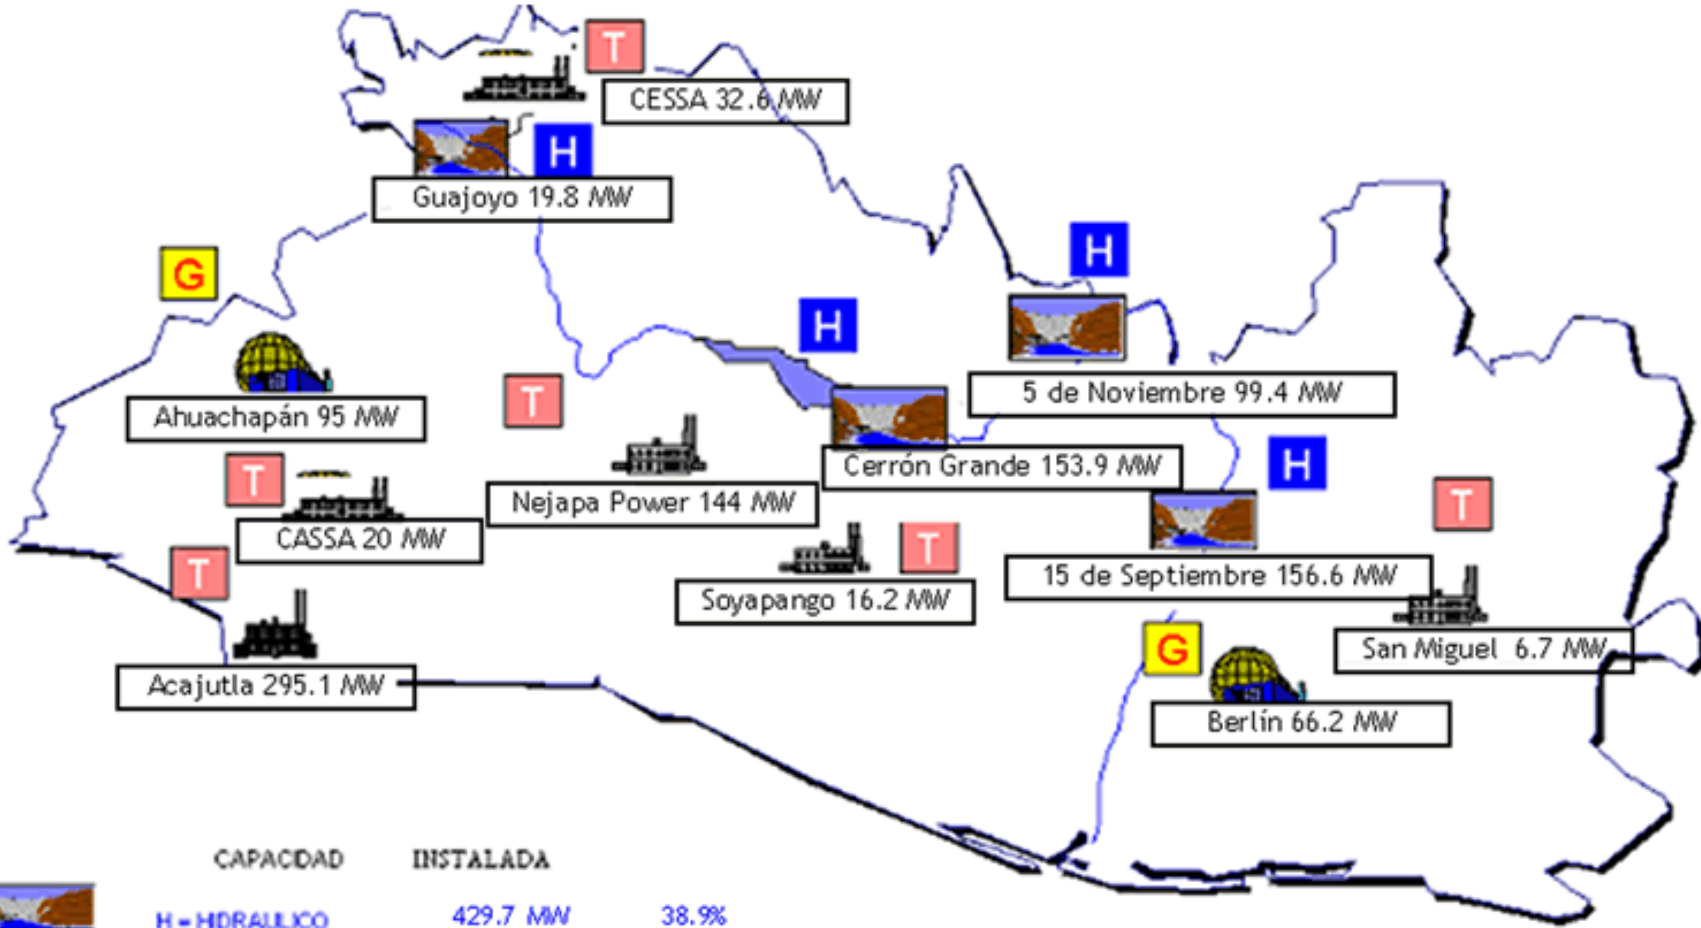 T
CESSA 32.6 MW
H
Guajoyo 19.8 MW
G
H
H
Ahuachapán 95 MW
T
5 de Noviembre 99.4 MW
Cerrón Grande 153.9 MW
H
T
Nejapa Power 144 MW
T
CASSA 20 MW
T
T
15 de Septiembre 156.6 MW
Soyapango 16.2 MW
G
San Miguel 6.7 MW
Acajutla 295.1 MW
Berlín 66.2 MW
CAPACIDAD INSTALADA
H = HIDRAULICO 429.7 MW 38.9%